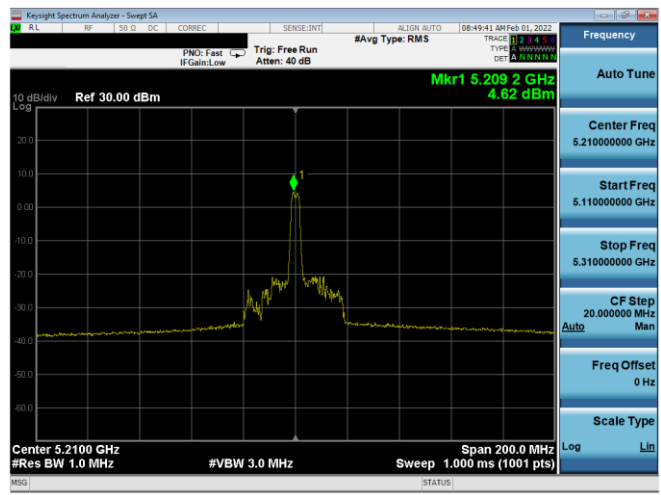 Keysight Spectrum Analyzer - Swept SA
RL RF 50 Ω DC CORREC SENSE:INT ALIGN AUTO 08:49:41 AM Feb 01, 2022
#Avg Type: RMS
TRACE 1 2 3 4 5 6
PNO: Fast Trig: Free Run TYPE A WWWWW
IFGain:Low Atten: 40 dB DET A N N N N N
Mkr1 5.209 2 GHz
4.62 dBm
10 dB/div Ref 30.00 dBm
Log
20.0
10.0
1
0.00
-10.0
-20.0
-30.0
-40.0
-50.0
-60.0
Center 5.2100 GHz Span 200.0 MHz
#Res BW 1.0 MHz #VBW 3.0 MHz Sweep 1.000 ms (1001 pts)
MSG STATUS
Frequency
Auto Tune
Center Freq
5.210000000 GHz
Start Freq
5.110000000 GHz
Stop Freq
5.310000000 GHz
CF Step
20.000000 MHz
Auto Man
Freq Offset
0 Hz
Scale Type
Log Lin